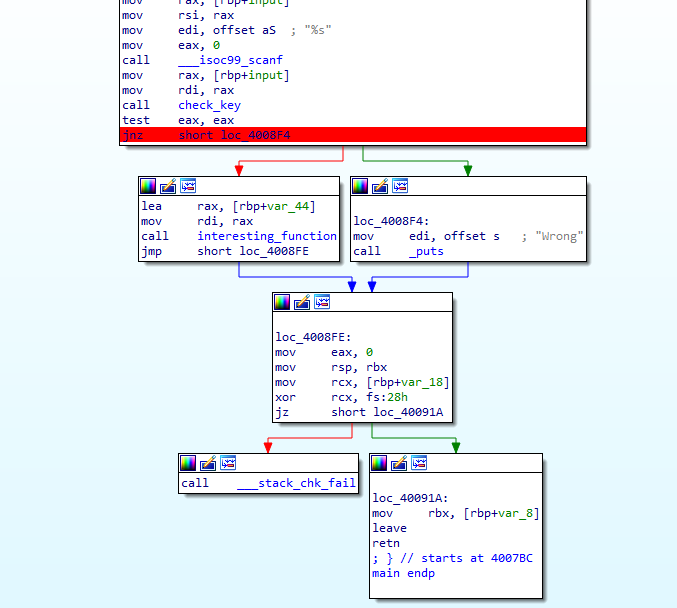 mov     rax, [rbp+input]
mov     rsi, rax
mov     edi, offset aS  ; "%s"
mov     eax, 0
call    ___isoc99_scanf
mov     rax, [rbp+input]
mov     rdi, rax
call    check_key
test    eax, eax
jnz     short loc_4008F4
lea     rax, [rbp+var_44]
mov     rdi, rax
call    interesting_function
jmp     short loc_4008FE
loc_4008F4:
mov     edi, offset s   ; "Wrong"
call    _puts
loc_4008FE:
mov     eax, 0
mov     rsp, rbx
mov     rcx, [rbp+var_18]
xor     rcx, fs:28h
jz      short loc_40091A
call    ___stack_chk_fail
loc_40091A:
mov     rbx, [rbp+var_8]
leave
retn
; } // starts at 4007BC
main endp